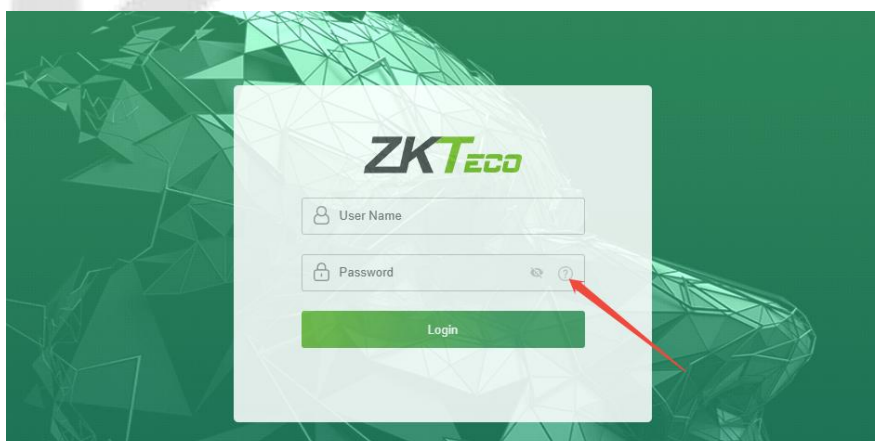 ZKTECO
User Name
Password
?
Login